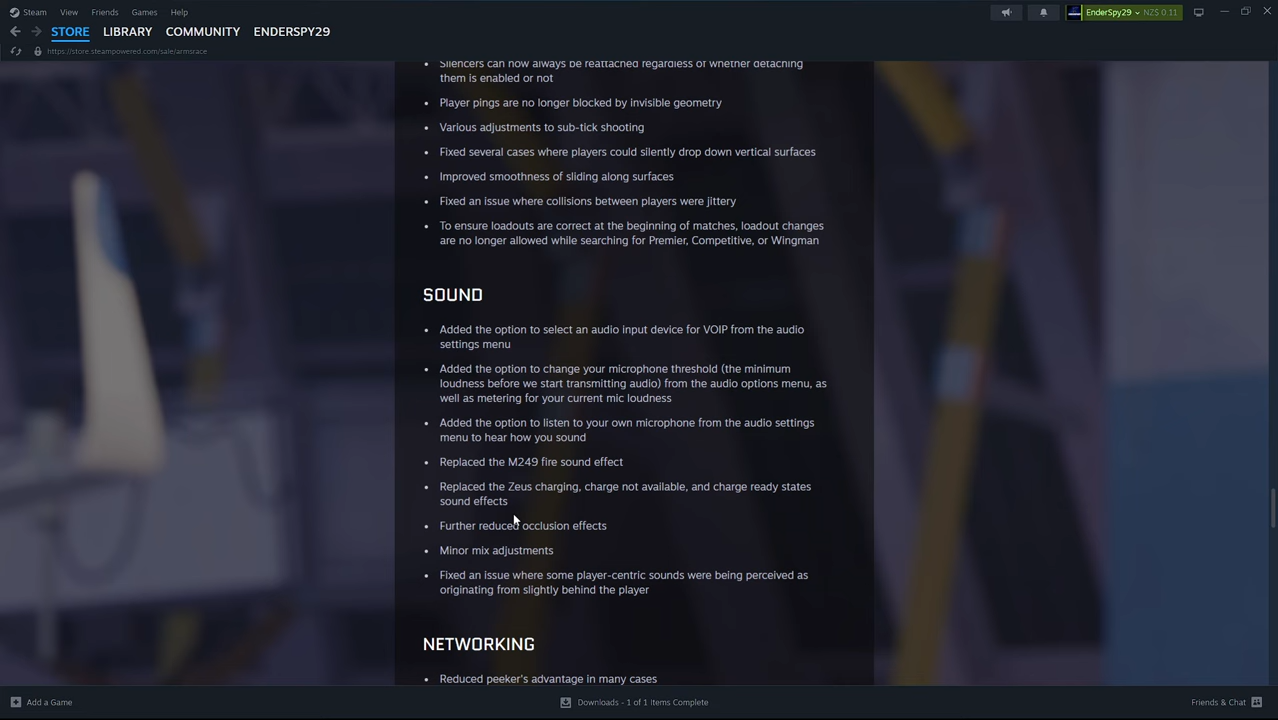 Steam View Friends Games Help
EnderSpy29 NZ$ 0.11
STORE LIBRARY COMMUNITY ENDERSPY29
https://store.steampowered.com/sale/armsrace
Silencers can now always be reattached regardless of whether detaching
them is enabled or not
• Player pings are no longer blocked by invisible geometry
• Various adjustments to sub-tick shooting
• Fixed several cases where players could silently drop down vertical surfaces
• Improved smoothness of sliding along surfaces
• Fixed an issue where collisions between players were jittery
• To ensure loadouts are correct at the beginning of matches, loadout changes
are no longer allowed while searching for Premier, Competitive, or Wingman
SOUND
• Added the option to select an audio input device for VOIP from the audio
settings menu
• Added the option to change your microphone threshold (the minimum
loudness before we start transmitting audio) from the audio options menu, as
well as metering for your current mic loudness
• Added the option to listen to your own microphone from the audio settings
menu to hear how you sound
• Replaced the M249 fire sound effect
• Replaced the Zeus charging, charge not available, and charge ready states
sound effects
• Further reduced occlusion effects
• Minor mix adjustments
• Fixed an issue where some player-centric sounds were being perceived as
originating from slightly behind the player
NETWORKING
• Reduced peeker's advantage in many cases
Add a Game
Downloads - 1 of 1 Items Complete
Friends & Chat